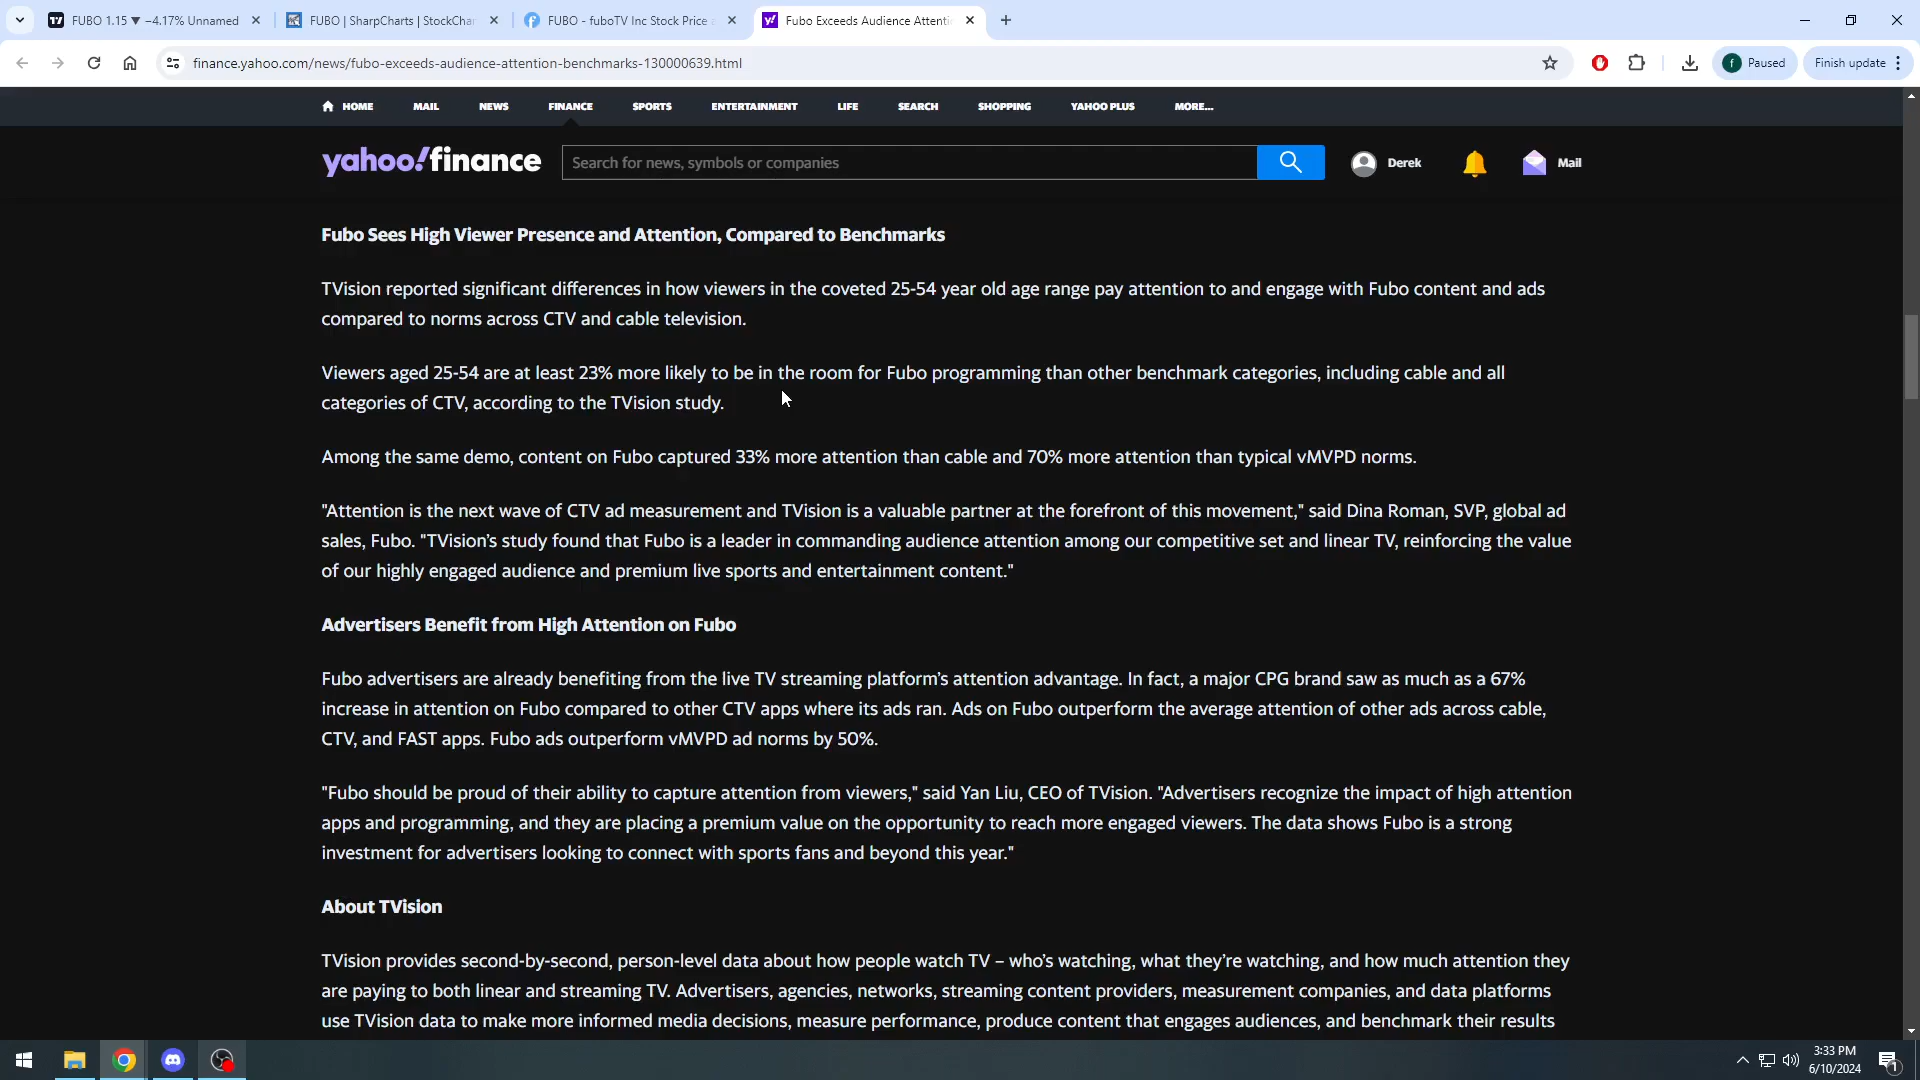 FUBO 1.15 ▼ −4.17% Unnamed
FUBO | SharpCharts | StockChar
FUBO - fuboTV Inc Stock Price a
Fubo Exceeds Audience Attenti
finance.yahoo.com/news/fubo-exceeds-audience-attention-benchmarks-130000639.html
f Paused
Finish update
HOME MAIL NEWS FINANCE SPORTS ENTERTAINMENT LIFE SEARCH SHOPPING YAHOO PLUS MORE...
yahoo!finance
Search for news, symbols or companies
Derek
Mail
Fubo Sees High Viewer Presence and Attention, Compared to Benchmarks
TVision reported significant differences in how viewers in the coveted 25-54 year old age range pay attention to and engage with Fubo content and ads
compared to norms across CTV and cable television.
Viewers aged 25-54 are at least 23% more likely to be in the room for Fubo programming than other benchmark categories, including cable and all
categories of CTV, according to the TVision study.
Among the same demo, content on Fubo captured 33% more attention than cable and 70% more attention than typical vMVPD norms.
"Attention is the next wave of CTV ad measurement and TVision is a valuable partner at the forefront of this movement," said Dina Roman, SVP, global ad
sales, Fubo. "TVision’s study found that Fubo is a leader in commanding audience attention among our competitive set and linear TV, reinforcing the value
of our highly engaged audience and premium live sports and entertainment content."
Advertisers Benefit from High Attention on Fubo
Fubo advertisers are already benefiting from the live TV streaming platform’s attention advantage. In fact, a major CPG brand saw as much as a 67%
increase in attention on Fubo compared to other CTV apps where its ads ran. Ads on Fubo outperform the average attention of other ads across cable,
CTV, and FAST apps. Fubo ads outperform vMVPD ad norms by 50%.
"Fubo should be proud of their ability to capture attention from viewers," said Yan Liu, CEO of TVision. "Advertisers recognize the impact of high attention
apps and programming, and they are placing a premium value on the opportunity to reach more engaged viewers. The data shows Fubo is a strong
investment for advertisers looking to connect with sports fans and beyond this year."
About TVision
TVision provides second-by-second, person-level data about how people watch TV – who’s watching, what they’re watching, and how much attention they
are paying to both linear and streaming TV. Advertisers, agencies, networks, streaming content providers, measurement companies, and data platforms
use TVision data to make more informed media decisions, measure performance, produce content that engages audiences, and benchmark their results
3:33 PM
6/10/2024
1